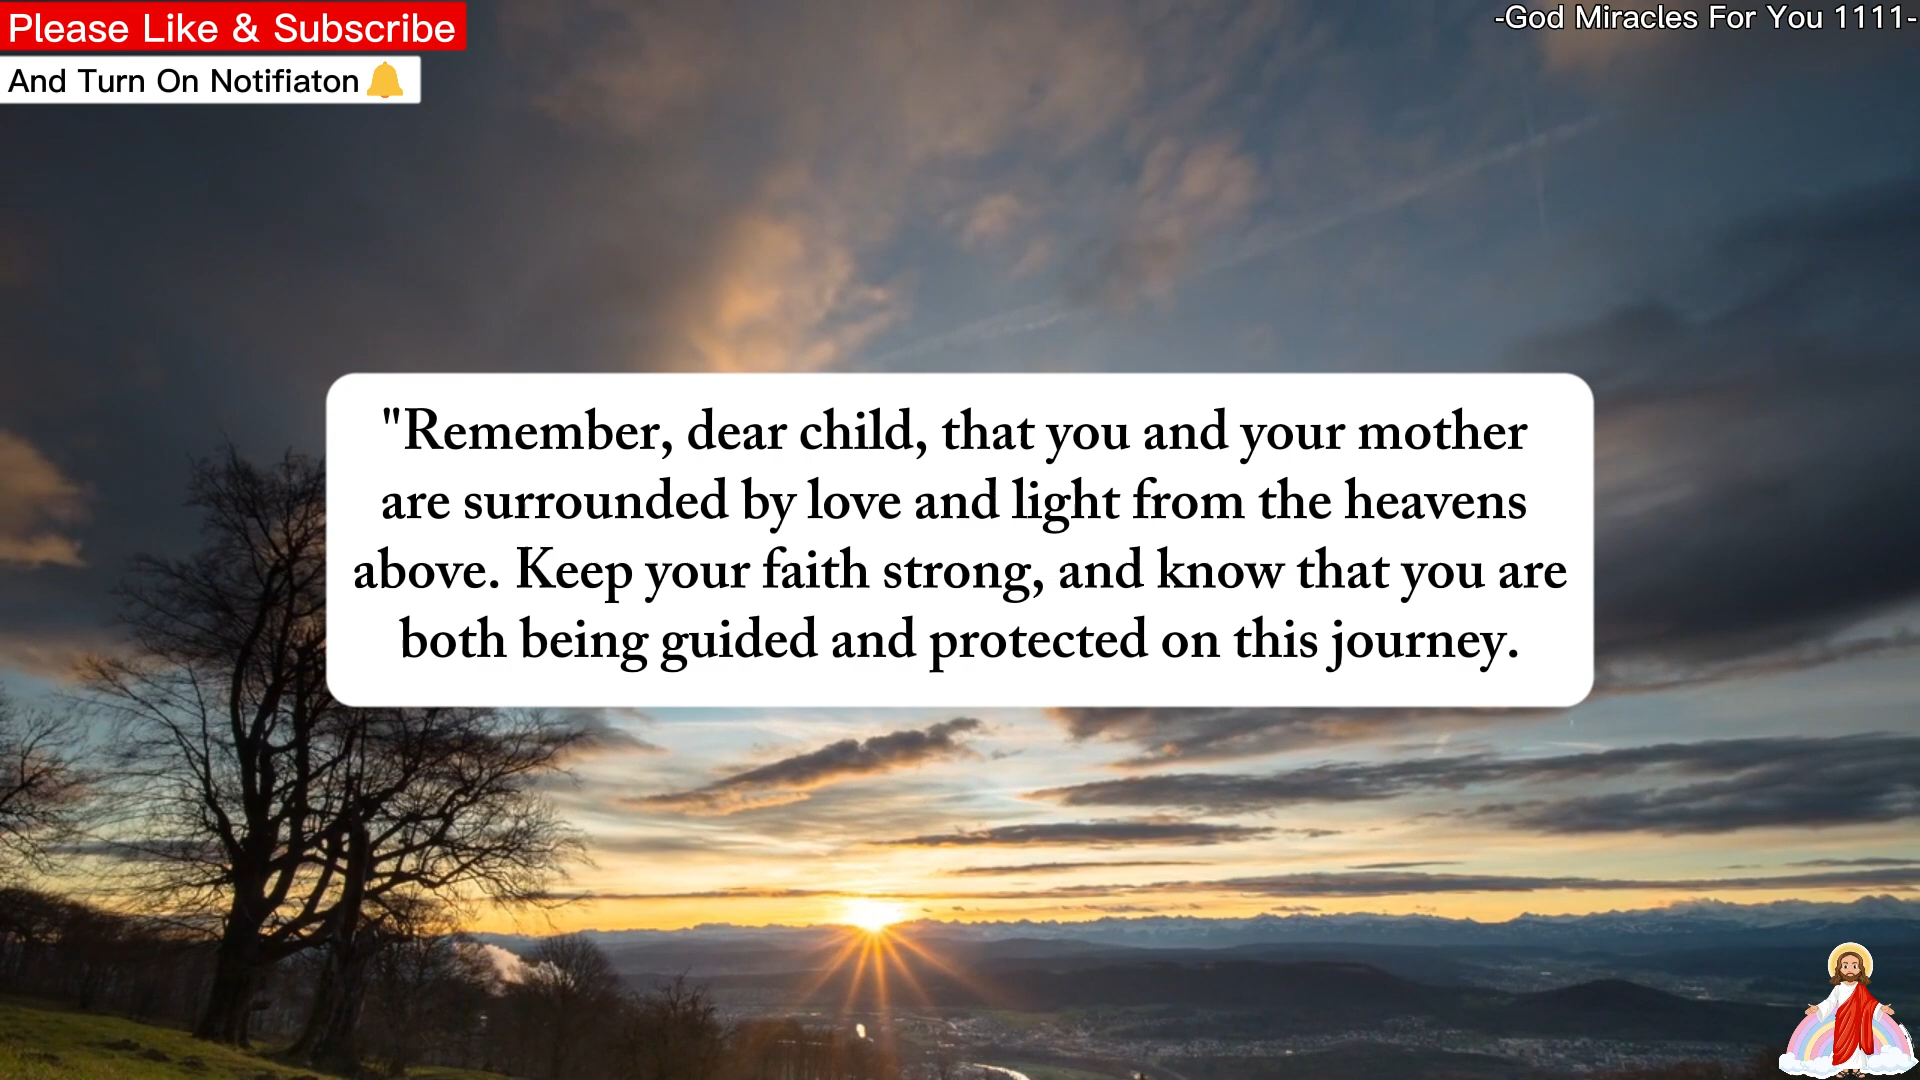 Please Like & Subscribe
-God Miracles For You 1111-
And Turn On Notifiaton
"Remember, dear child, that you and your mother
are surrounded by love and light from the heavens
above. Keep your faith strong, and know that you are
both being guided and protected on this journey.